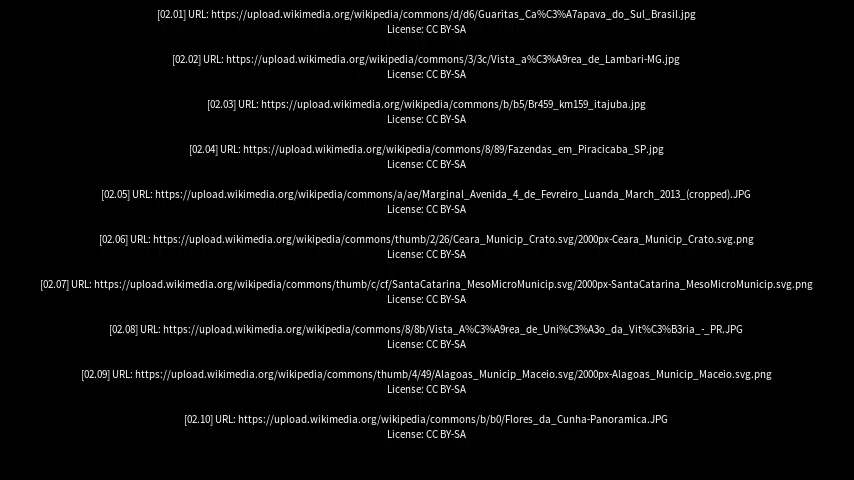 [02.01] URL: https://upload.wikimedia.org/wikipedia/commons/d/d6/Guaritas_Ca%C3%A7apava_do_Sul_Brasil.jpg
License: CC BY-SA
[02.02] URL: https://upload.wikimedia.org/wikipedia/commons/3/3c/Vista_a%C3%A9rea_de_Lambari-MG.jpg
License: CC BY-SA
[02.03] URL: https://upload.wikimedia.org/wikipedia/commons/b/b5/Br459_km159_itajuba.jpg
License: CC BY-SA
[02.04] URL: https://upload.wikimedia.org/wikipedia/commons/8/89/Fazendas_em_Piracicaba_SP.jpg
License: CC BY-SA
[02.05] URL: https://upload.wikimedia.org/wikipedia/commons/a/ae/Marginal_Avenida_4_de_Fevreiro_Luanda_March_2013_(cropped).JPG
License: CC BY-SA
[02.06] URL: https://upload.wikimedia.org/wikipedia/commons/thumb/2/26/Ceara_Municip_Crato.svg/2000px-Ceara_Municip_Crato.svg.png
License: CC BY-SA
[02.07] URL: https://upload.wikimedia.org/wikipedia/commons/thumb/c/cf/SantaCatarina_MesoMicroMunicip.svg/2000px-SantaCatarina_MesoMicroMunicip.svg.png
License: CC BY-SA
[02.08] URL: https://upload.wikimedia.org/wikipedia/commons/8/8b/Vista_A%C3%A9rea_de_Uni%C3%A3o_da_Vit%C3%B3ria_-_PR.JPG
License: CC BY-SA
[02.09] URL: https://upload.wikimedia.org/wikipedia/commons/thumb/4/49/Alagoas_Municip_Maceio.svg/2000px-Alagoas_Municip_Maceio.svg.png
License: CC BY-SA
[02.10] URL: https://upload.wikimedia.org/wikipedia/commons/b/b0/Flores_da_Cunha-Panoramica.JPG
License: CC BY-SA